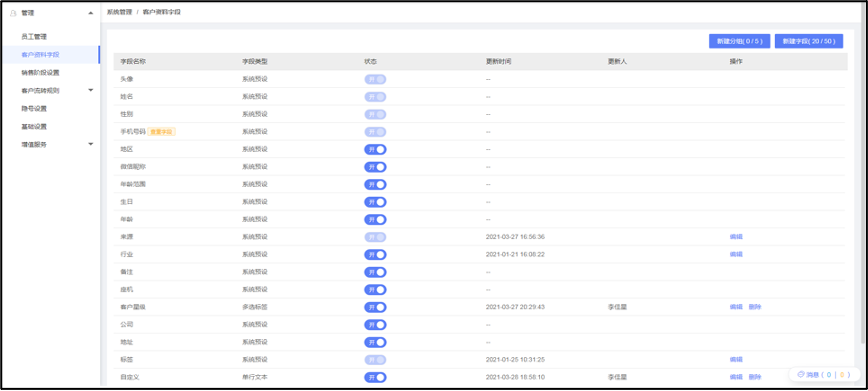 管理
系统管理 / 客户资料字段
员工管理
客户资料字段
销售阶段设置
客户流转规则
隐号设置
基础设置
增值服务
新建分组( 0 / 5 ) 新建字段( 20 / 50 )
字段名称 字段类型 状态 更新时间 更新人 操作
头像 系统预设 开 --
姓名 系统预设 开 --
性别 系统预设 开 --
手机号码 重要字段 系统预设 开 --
地区 系统预设 开 --
微信昵称 系统预设 开 --
年龄范围 系统预设 开 --
生日 系统预设 开 --
年龄 系统预设 开 --
来源 系统预设 开 2021-03-27 16:56:36 编辑
行业 系统预设 开 2021-01-21 16:08:22 编辑
备注 系统预设 开 --
座机 系统预设 开 --
客户星级 多选标签 开 2021-03-27 20:29:43 李佳星 编辑 删除
公司 系统预设 开 --
地址 系统预设 开 --
标签 系统预设 开 2021-01-25 10:31:25 编辑
自定义 单行文本 开 2021-03-28 18:58:10 李佳星 编辑 删除
消息 ( 0 | 0 )